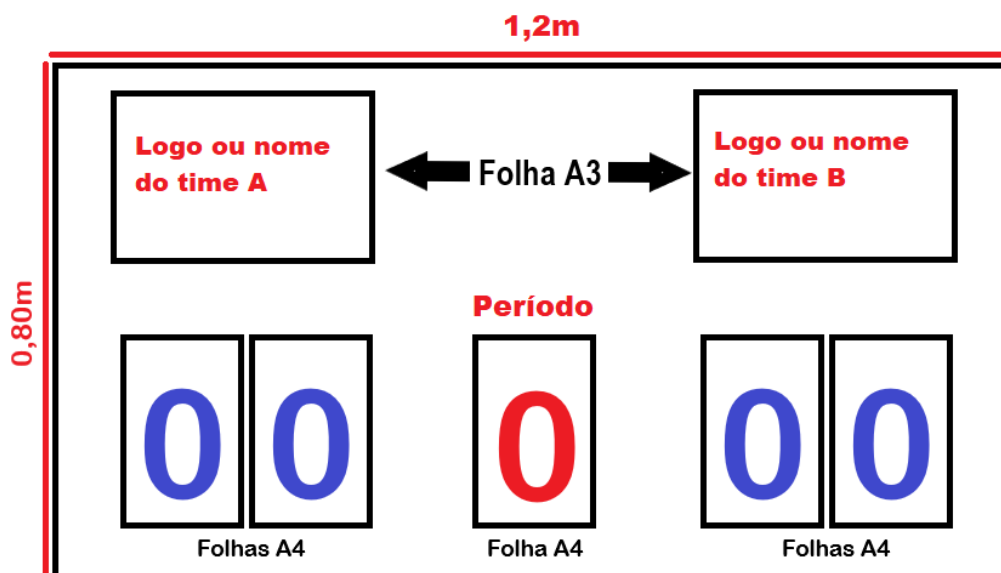 1,2m
Logo ou nome
do time A
Folha A3
Logo ou nome
do time B
0,80m
Período
0 0
0
0 0
Folhas A4
Folha A4
Folhas A4